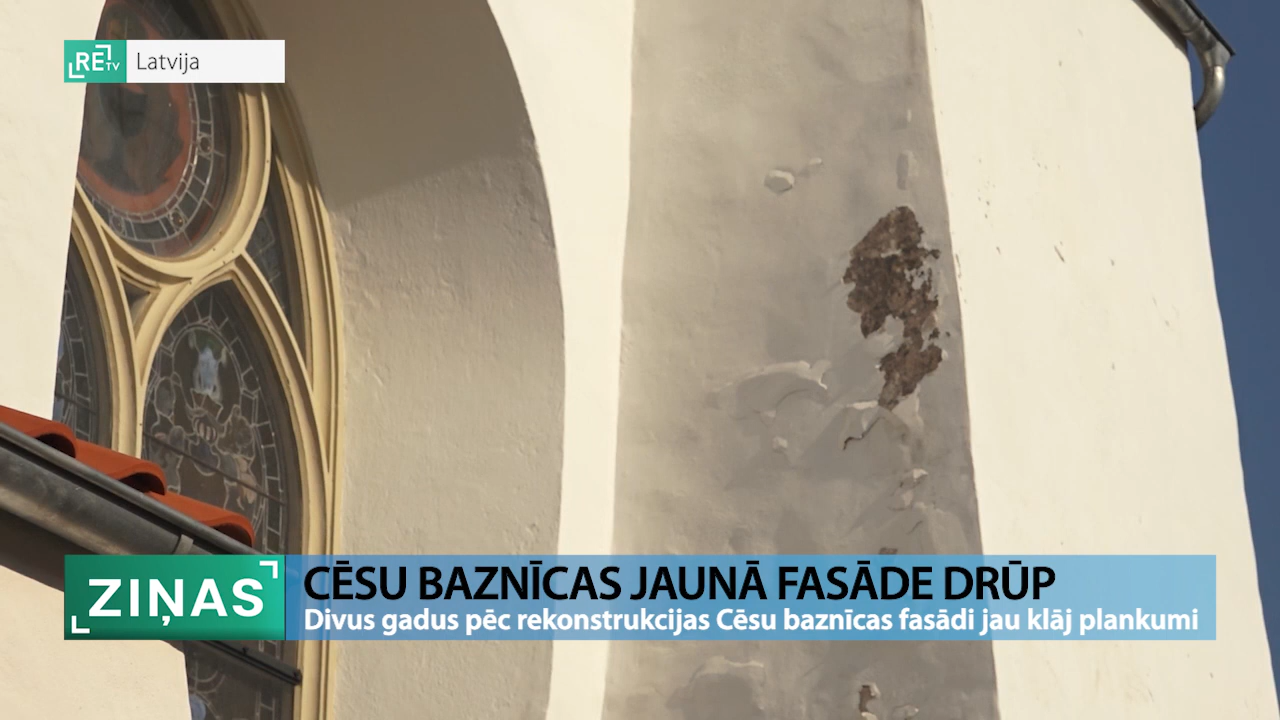 RE TV
Latvija
ZIŅAS
CĒSU BAZNĪCAS JAUNĀ FASĀDE DRŪP
Divus gadus pēc rekonstrukcijas Cēsu baznīcas fasādi jau klāj plankumi